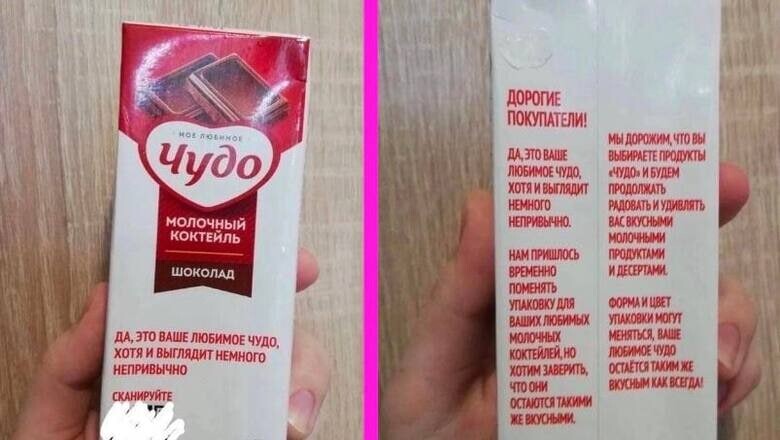 МОЕ ЛЮБИМОЕ
Чудо
МОЛОЧНЫЙ
КОКТЕЙЛЬ
ШОКОЛАД
ДА, ЭТО ВАШЕ ЛЮБИМОЕ ЧУДО,
ХОТЯ И ВЫГЛЯДИТ НЕМНОГО
НЕПРИВЫЧНО
СКАНИРУЙТЕ
ДОРОГИЕ
ПОКУПАТЕЛИ!
ДА, ЭТО ВАШЕ
ЛЮБИМОЕ ЧУДО,
ХОТЯ И ВЫГЛЯДИТ
НЕМНОГО
НЕПРИВЫЧНО.
НАМ ПРИШЛОСЬ
ВРЕМЕННО
ПОМЕНЯТЬ
УПАКОВКУ ДЛЯ
ВАШИХ ЛЮБИМЫХ
МОЛОЧНЫХ
КОКТЕЙЛЕЙ, НО
ХОТИМ ЗАВЕРИТЬ,
ЧТО ОНИ
ОСТАЮТСЯ ТАКИМИ
ЖЕ ВКУСНЫМИ.
МЫ ДОРОЖИМ, ЧТО ВЫ
ВЫБИРАЕТЕ ПРОДУКТЫ
«ЧУДО» И БУДЕМ
ПРОДОЛЖАТЬ
РАДОВАТЬ И УДИВЛЯТЬ
ВАС ВКУСНЫМИ
МОЛОЧНЫМИ
ПРОДУКТАМИ
И ДЕСЕРТАМИ.
ФОРМА И ЦВЕТ
УПАКОВКИ МОГУТ
МЕНЯТЬСЯ, ВАШЕ
ЛЮБИМОЕ ЧУДО
ОСТАЁТСЯ ТАКИМ ЖЕ
ВКУСНЫМ КАК ВСЕГДА!